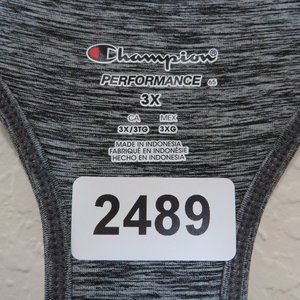 Champion
PERFORMANCE
3X
CA MEX
3X/3TG 3XG
MADE IN INDONESIA
FABRIQUÉ EN INDONÉSIE
HECHO EN INDONESIA
2489